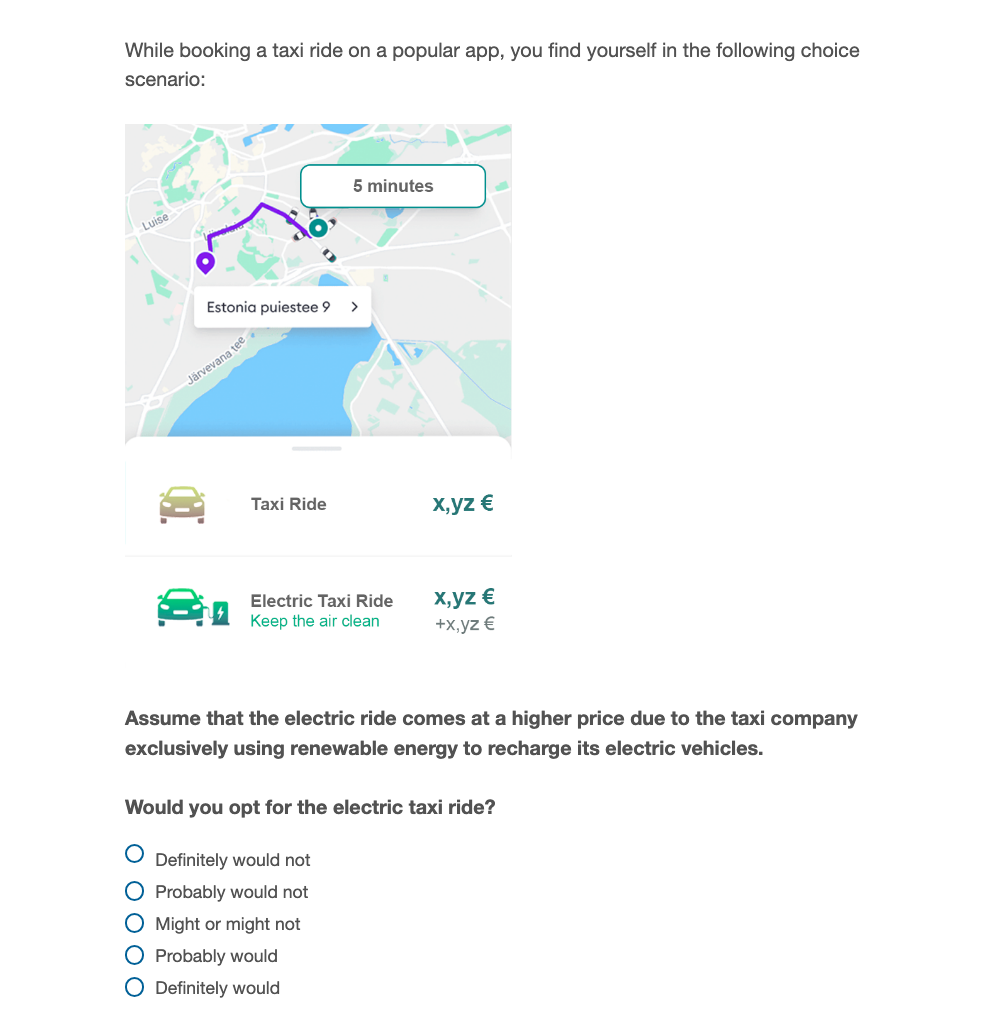 While booking a taxi ride on a popular app, you find yourself in the following choice
scenario:
5 minutes
Luise
Estonia puiestee 9
Järvevana tee
Taxi Ride
x,yz €
Electric Taxi Ride
x,yz €
Keep the air clean
+x,yz €
Assume that the electric ride comes at a higher price due to the taxi company
exclusively using renewable energy to recharge its electric vehicles.
Would you opt for the electric taxi ride?
Definitely would not
Probably would not
Might or might not
Probably would
Definitely would